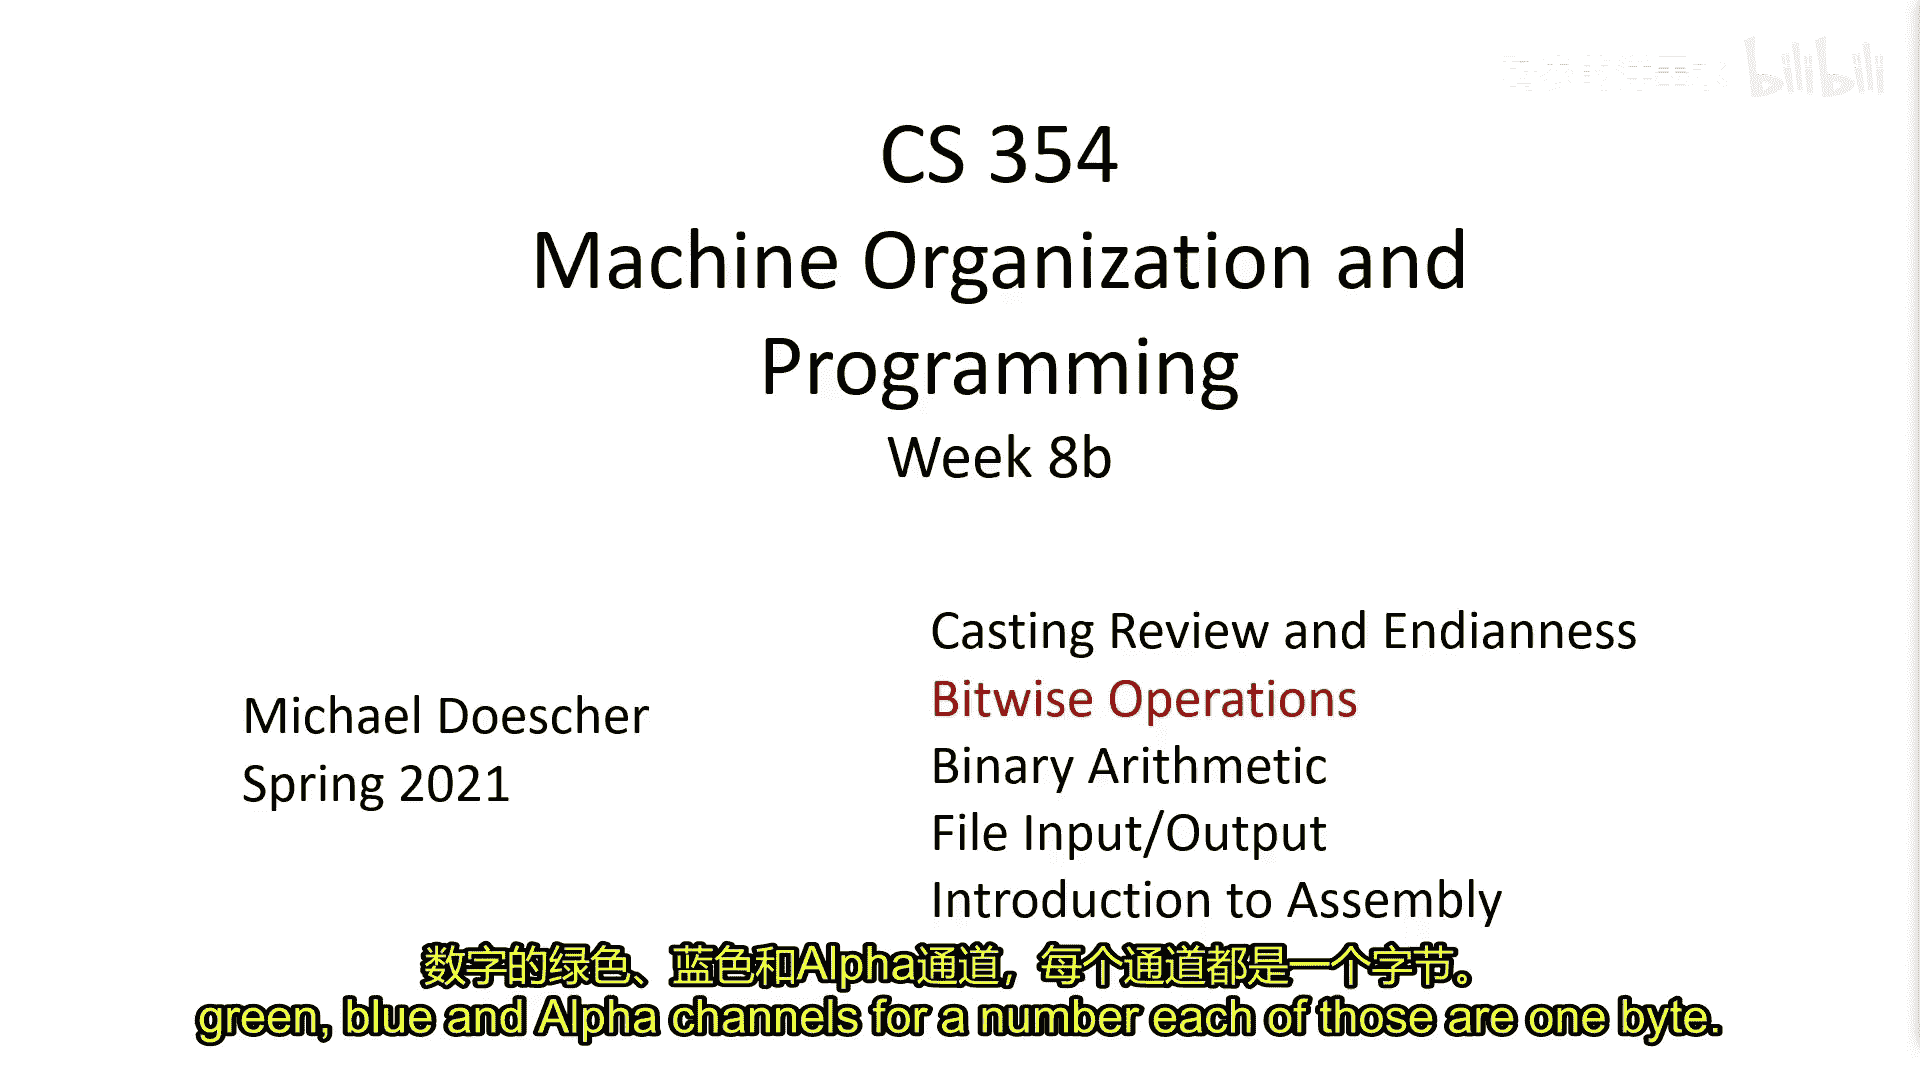 bilibili
CS 354
Machine Organization and
Programming
Week 8b
Michael Doescher
Spring 2021
Casting Review and Endianness
Bitwise Operations
Binary Arithmetic
File Input/Output
Introduction to Assembly
数字的绿色、蓝色和Alpha通道，每个通道都是一个字节。
green, blue and Alpha channels for a number each of those are one byte.